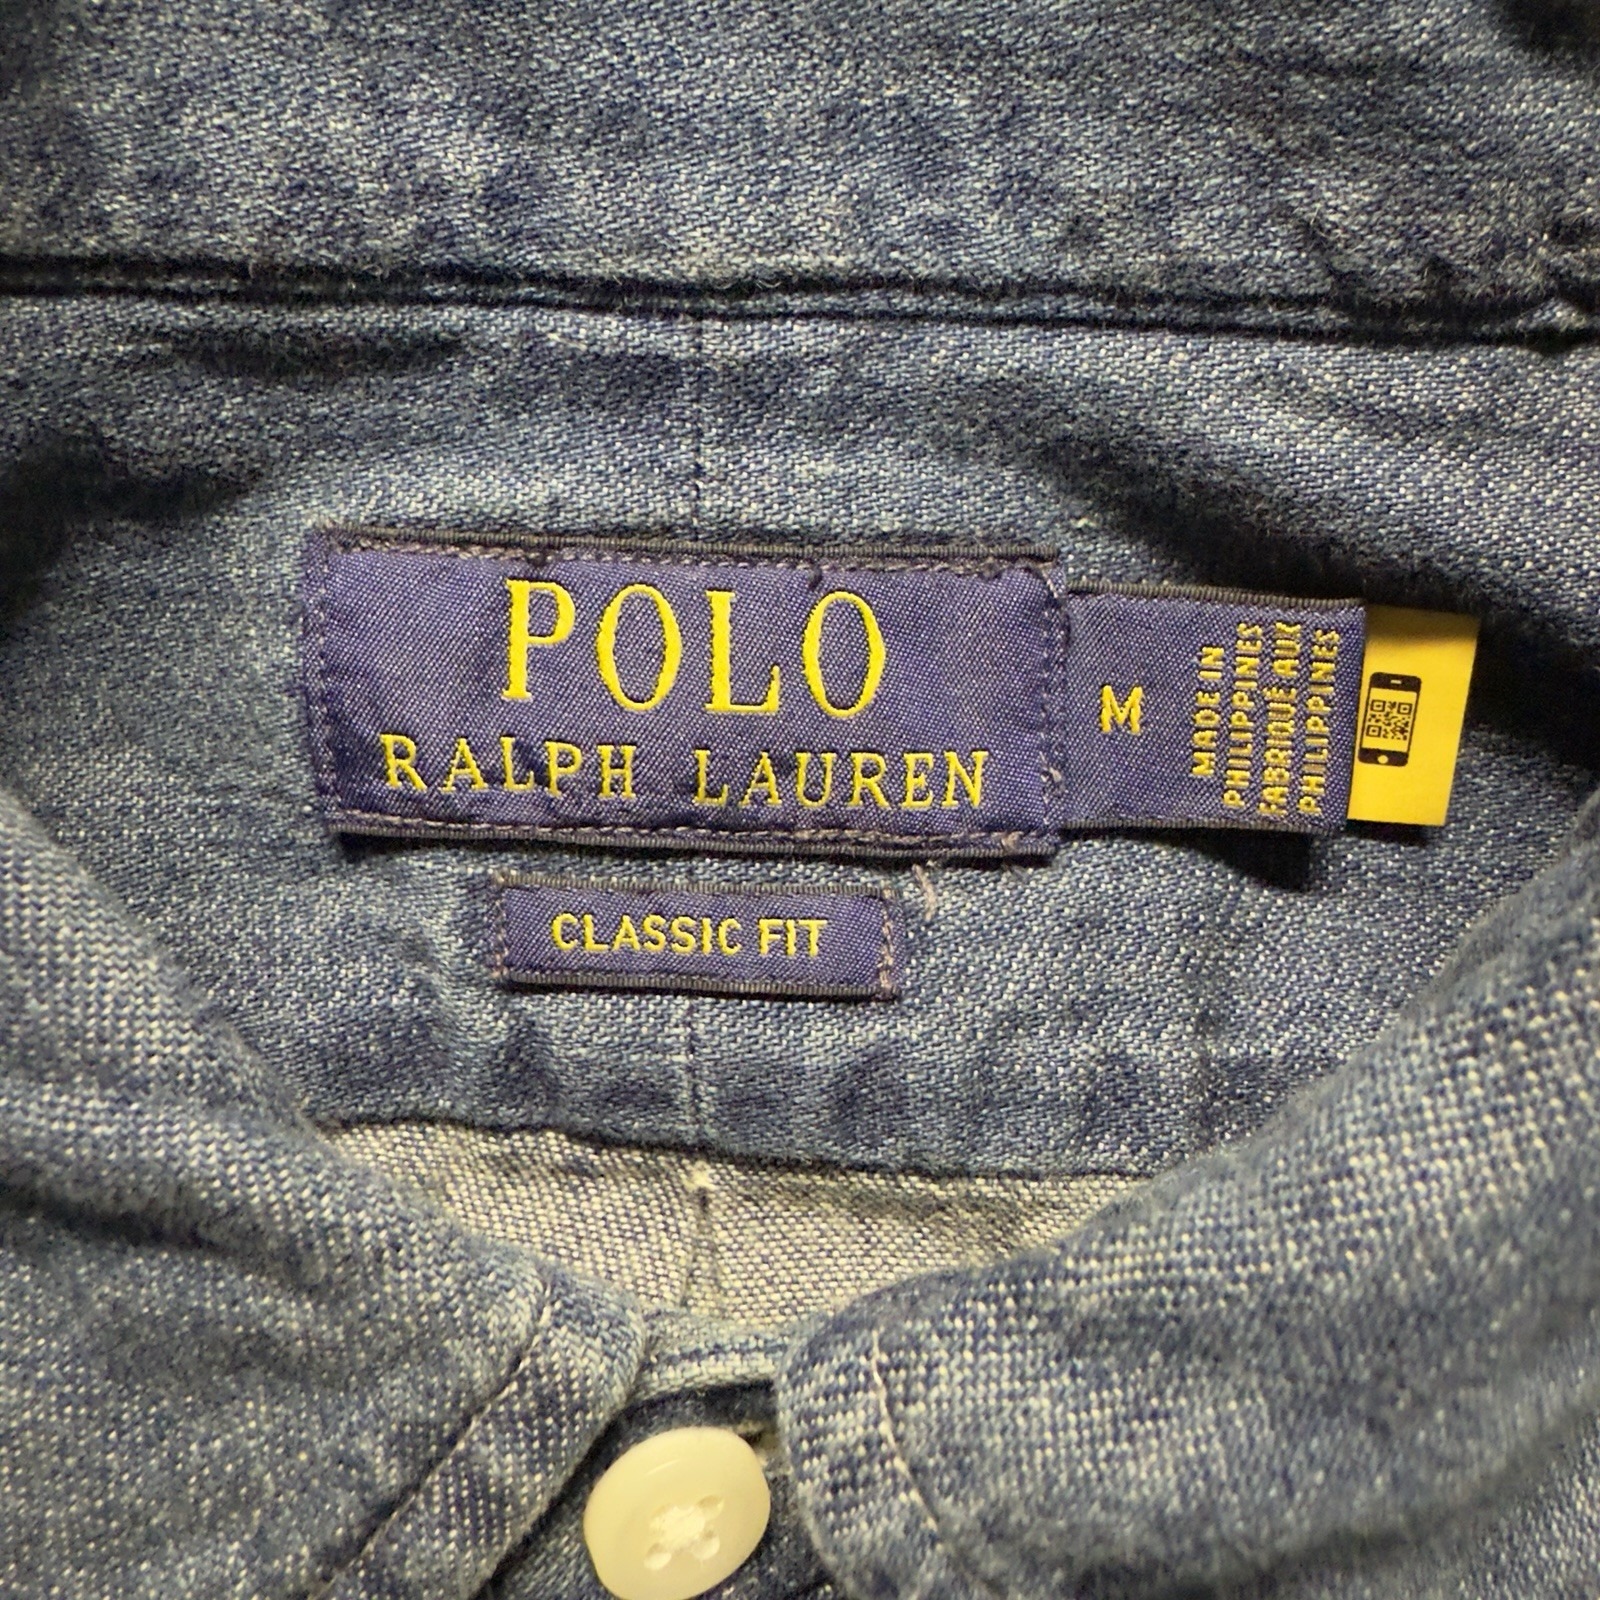 POLO
RALPH LAUREN
M
MADE IN
PHILIPPINES
FABRIQUÉ AUX
PHILIPPINES
CLASSIC FIT